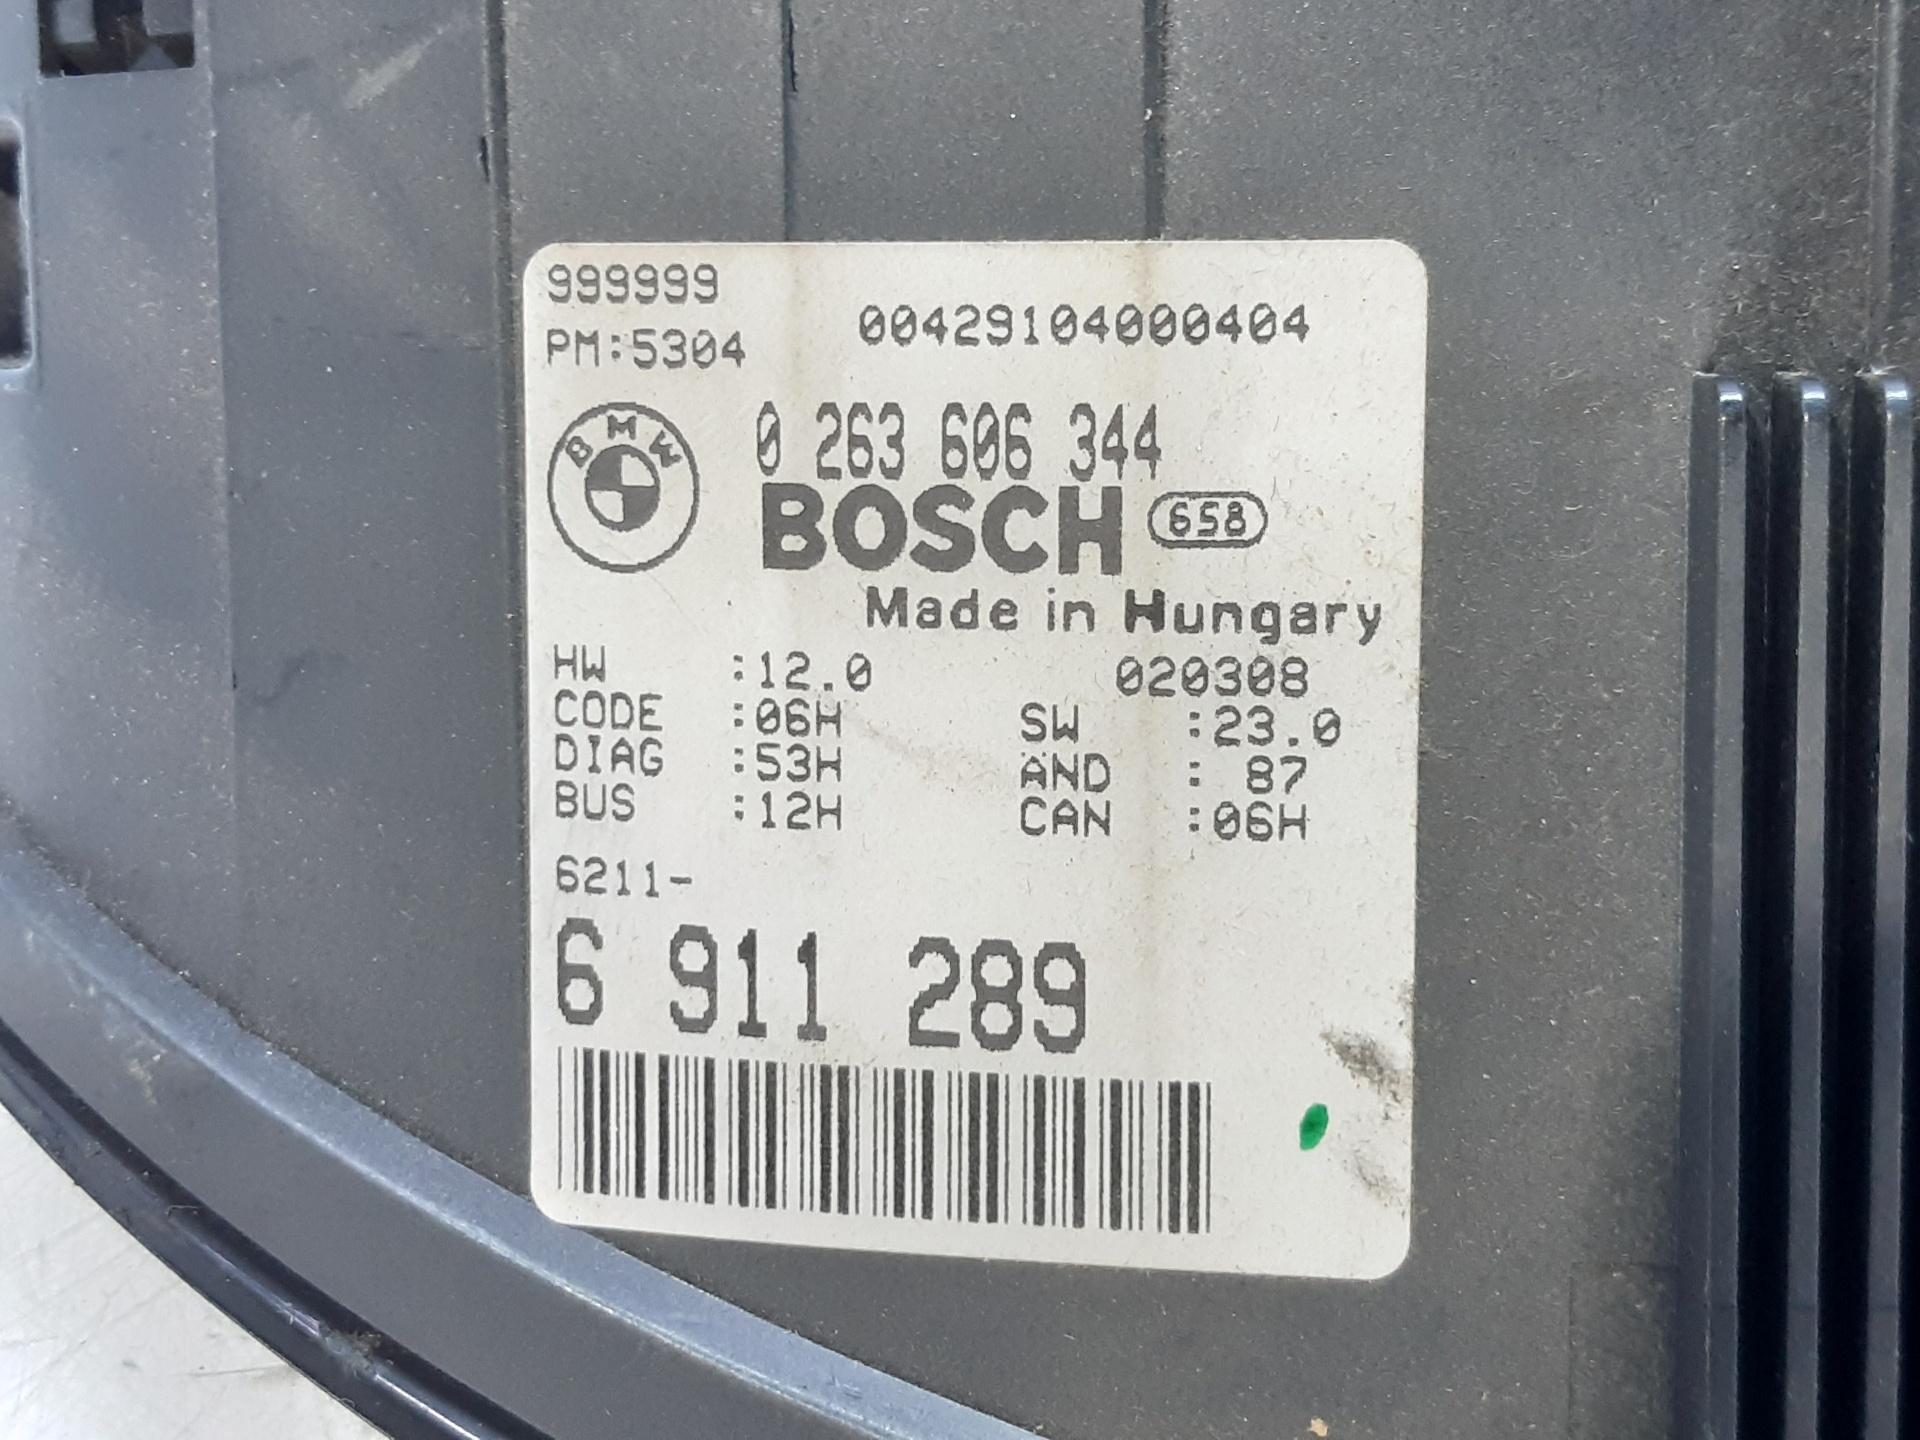 999999
PM:5304
00429104000404
BMW
0 263 606 344
BOSCH 658
Made in Hungary
HW :12.0 020308
CODE :06H SW :23.0
DIAG :53H ÄND : 87
BUS :12H CAN :06H
6211-
6 911 289